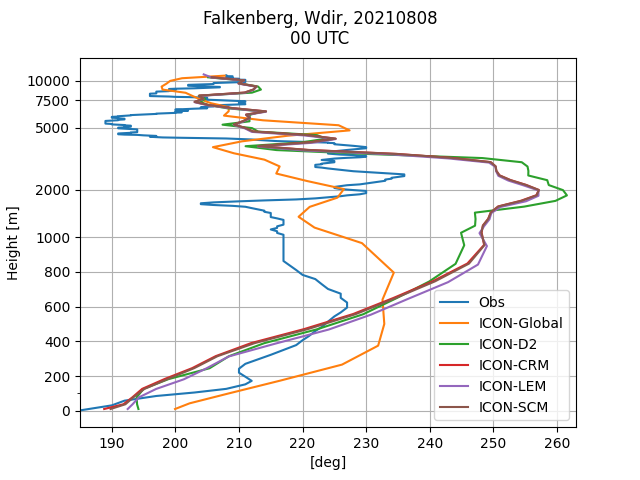 Falkenberg, Wdir, 20210808
00 UTC
10000
7500
5000
2000
1000
800
600
400
200
0
Height [m]
190
200
210
220
230
240
250
260
[deg]
Obs
ICON-Global
ICON-D2
ICON-CRM
ICON-LEM
ICON-SCM